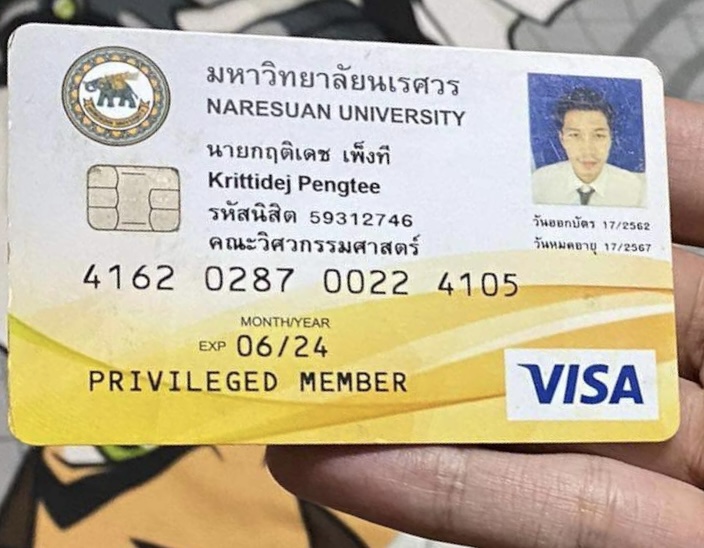 มหาวิทยาลัยนเรศวร
NARESUAN UNIVERSITY
นายกฤติเดช เพ็งที
Krittidej Pengtee
รหัสนิสิต 59312746
คณะวิศวกรรมศาสตร์
วันออกบัตร 17/2562
วันหมดอายุ 17/2567
4162 0287 0022 4105
MONTH/YEAR
EXP 06/24
PRIVILEGED MEMBER
VISA